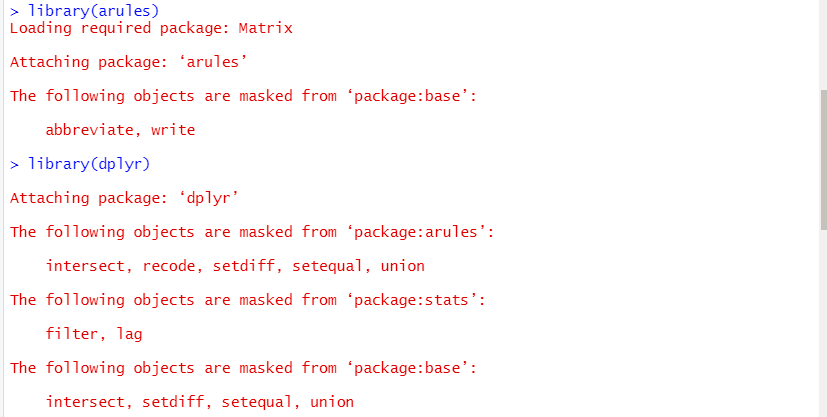 > library(arules)
Loading required package: Matrix
Attaching package: ‘arules’
The following objects are masked from ‘package:base’:
abbreviate, write
> library(dplyr)
Attaching package: ‘dplyr’
The following objects are masked from ‘package:arules’:
intersect, recode, setdiff, setequal, union
The following objects are masked from ‘package:stats’:
filter, lag
The following objects are masked from ‘package:base’:
intersect, setdiff, setequal, union